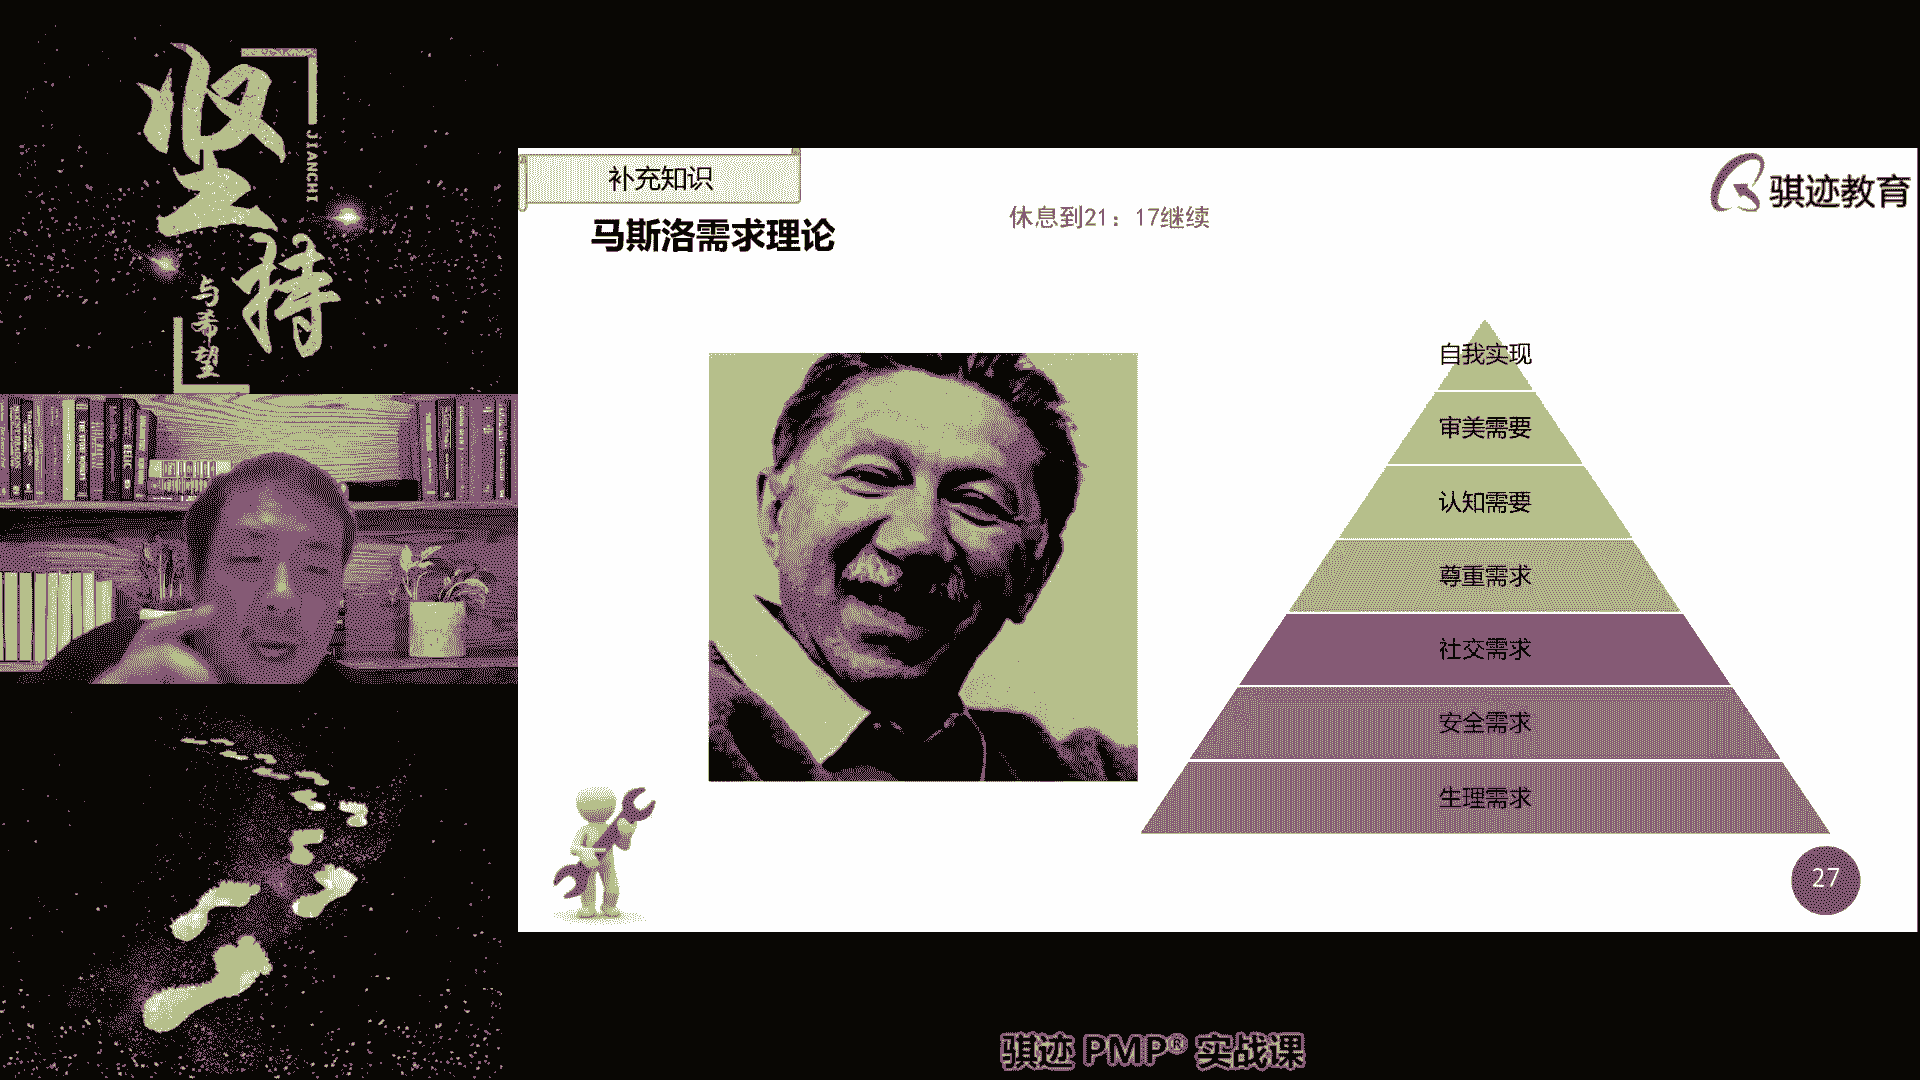 坚持
JIANCHI
与希望
补充知识
骐迹教育
马斯洛需求理论
休息到21：17继续
自我实现
审美需要
认知需要
尊重需求
社交需求
安全需求
生理需求
27
骐迹 PMP® 实战课